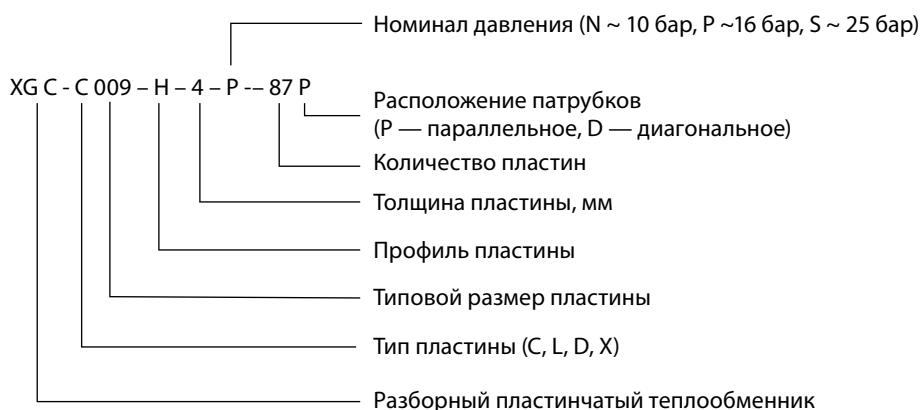 Номинал давления (N ~ 10 бар, P ~16 бар, S ~ 25 бар)
XG C - C 009 – H – 4 – P -– 87 P
Расположение патрубков
(P — параллельное, D — диагональное)
Количество пластин
Толщина пластины, мм
Профиль пластины
Типовой размер пластины
Тип пластины (C, L, D, X)
Разборный пластинчатый теплообменник